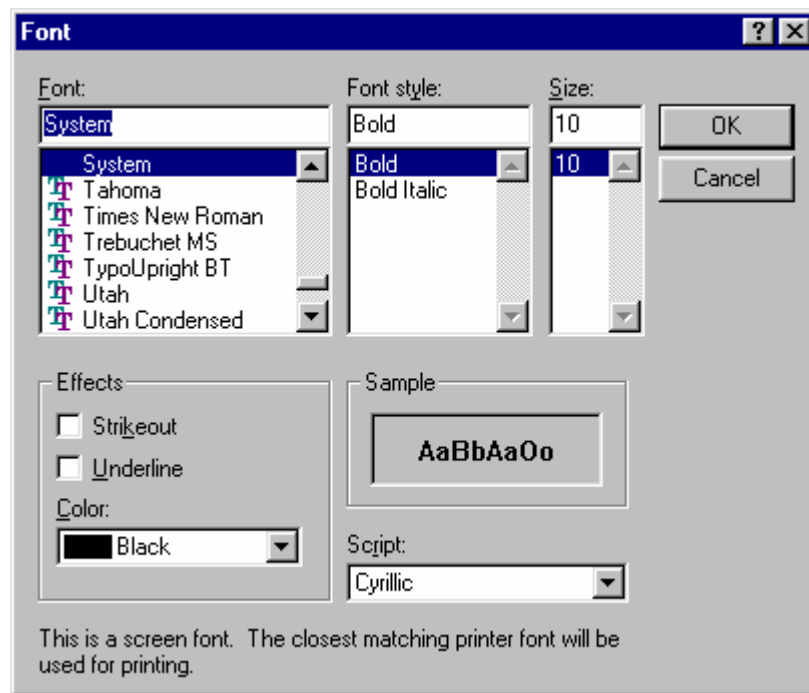 Font
Font:
System
System
Tahoma
Times New Roman
Trebuchet MS
TypoUpright BT
Utah
Utah Condensed
Font style:
Bold
Bold
Bold Italic
Size:
10
10
OK
Cancel
Effects
Strikeout
Underline
Color:
Black
Sample
AaBbAaOo
Script:
Cyrillic
This is a screen font.  The closest matching printer font will be
used for printing.